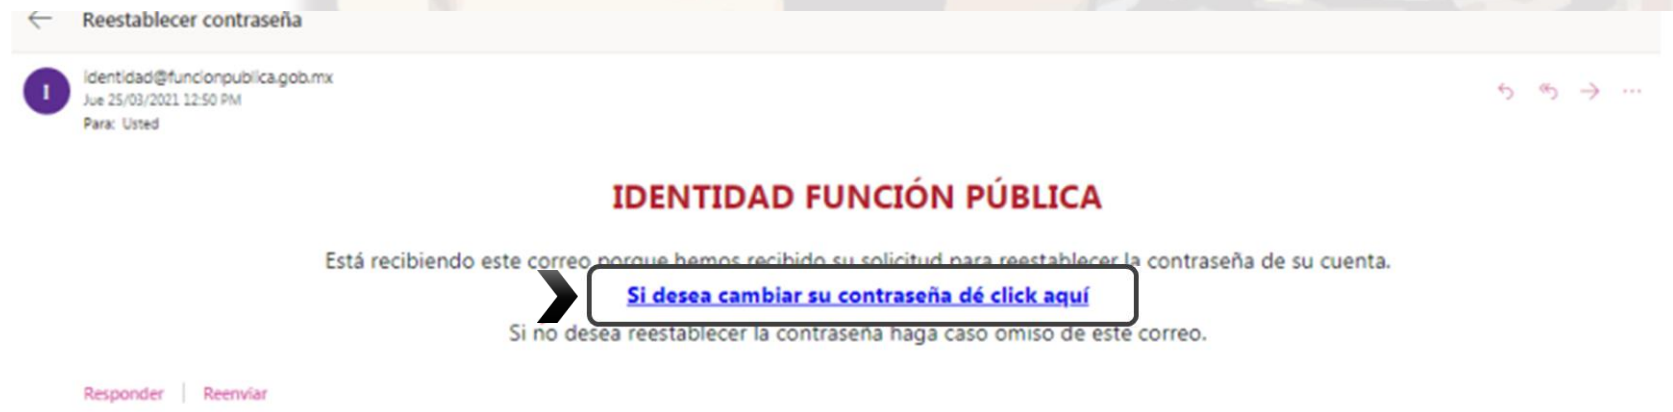 Reestablecer contraseña
I
identidad@funcionpublica.gob.mx
Jue 25/03/2021 12:50 PM
Para: Usted
IDENTIDAD FUNCIÓN PÚBLICA
Está recibiendo este correo porque hemos recibido su solicitud para reestablecer la contraseña de su cuenta.
Si desea cambiar su contraseña dé click aquí
Si no desea reestablecer la contraseña haga caso omiso de este correo.
Responder | Reenviar